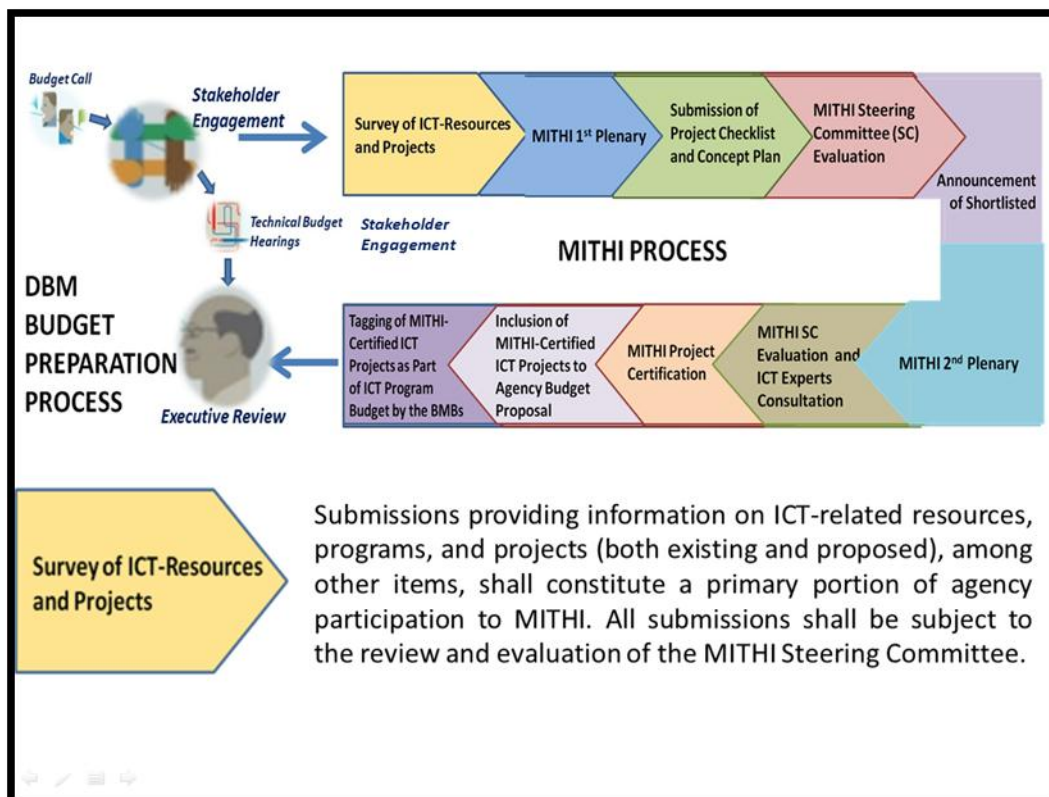 Budget Call
Stakeholder
Engagement
Technical Budget
Hearings
Stakeholder
Engagement
DBM
BUDGET
PREPARATION
PROCESS
Executive Review
Survey of ICT-Resources
and Projects
MITHI 1st Plenary
Submission of
Project Checklist
and Concept Plan
MITHI Steering
Committee (SC)
Evaluation
Announcement
of Shortlisted
MITHI PROCESS
MITHI 2nd Plenary
MITHI SC
Evaluation and
ICT Experts
Consultation
MITHI Project
Certification
Inclusion of
MITHI-Certified
ICT Projects to
Agency Budget
Proposal
Tagging of MITHI-
Certified ICT
Projects as Part
of ICT Program
Budget by the BMBs
Survey of ICT-Resources
and Projects
Submissions providing information on ICT-related resources,
programs, and projects (both existing and proposed), among
other items, shall constitute a primary portion of agency
participation to MITHI. All submissions shall be subject to
the review and evaluation of the MITHI Steering Committee.